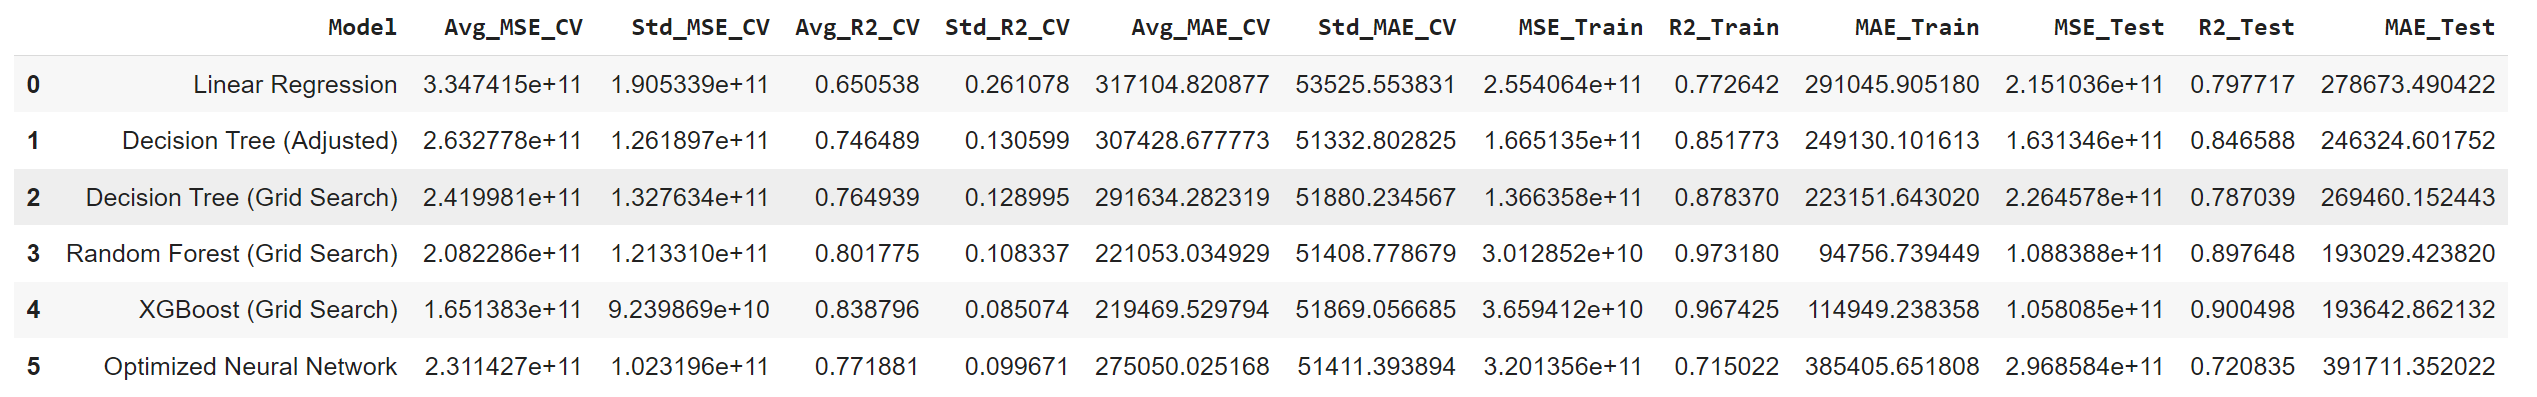 Model Avg_MSE_CV Std_MSE_CV Avg_R2_CV Std_R2_CV Avg_MAE_CV Std_MAE_CV MSE_Train R2_Train MAE_Train MSE_Test R2_Test MAE_Test
0 Linear Regression 3.347415e+11 1.905339e+11 0.650538 0.261078 317104.820877 53525.553831 2.554064e+11 0.772642 291045.905180 2.151036e+11 0.797717 278673.490422
1 Decision Tree (Adjusted) 2.632778e+11 1.261897e+11 0.746489 0.130599 307428.677773 51332.802825 1.665135e+11 0.851773 249130.101613 1.631346e+11 0.846588 246324.601752
2 Decision Tree (Grid Search) 2.419981e+11 1.327634e+11 0.764939 0.128995 291634.282319 51880.234567 1.366358e+11 0.878370 223151.643020 2.264578e+11 0.787039 269460.152443
3 Random Forest (Grid Search) 2.082286e+11 1.213310e+11 0.801775 0.108337 221053.034929 51408.778679 3.012852e+10 0.973180 94756.739449 1.088388e+11 0.897648 193029.423820
4 XGBoost (Grid Search) 1.651383e+11 9.239869e+10 0.838796 0.085074 219469.529794 51869.056685 3.659412e+10 0.967425 114949.238358 1.058085e+11 0.900498 193642.862132
5 Optimized Neural Network 2.311427e+11 1.023196e+11 0.771881 0.099671 275050.025168 51411.393894 3.201356e+11 0.715022 385405.651808 2.968584e+11 0.720835 391711.352022